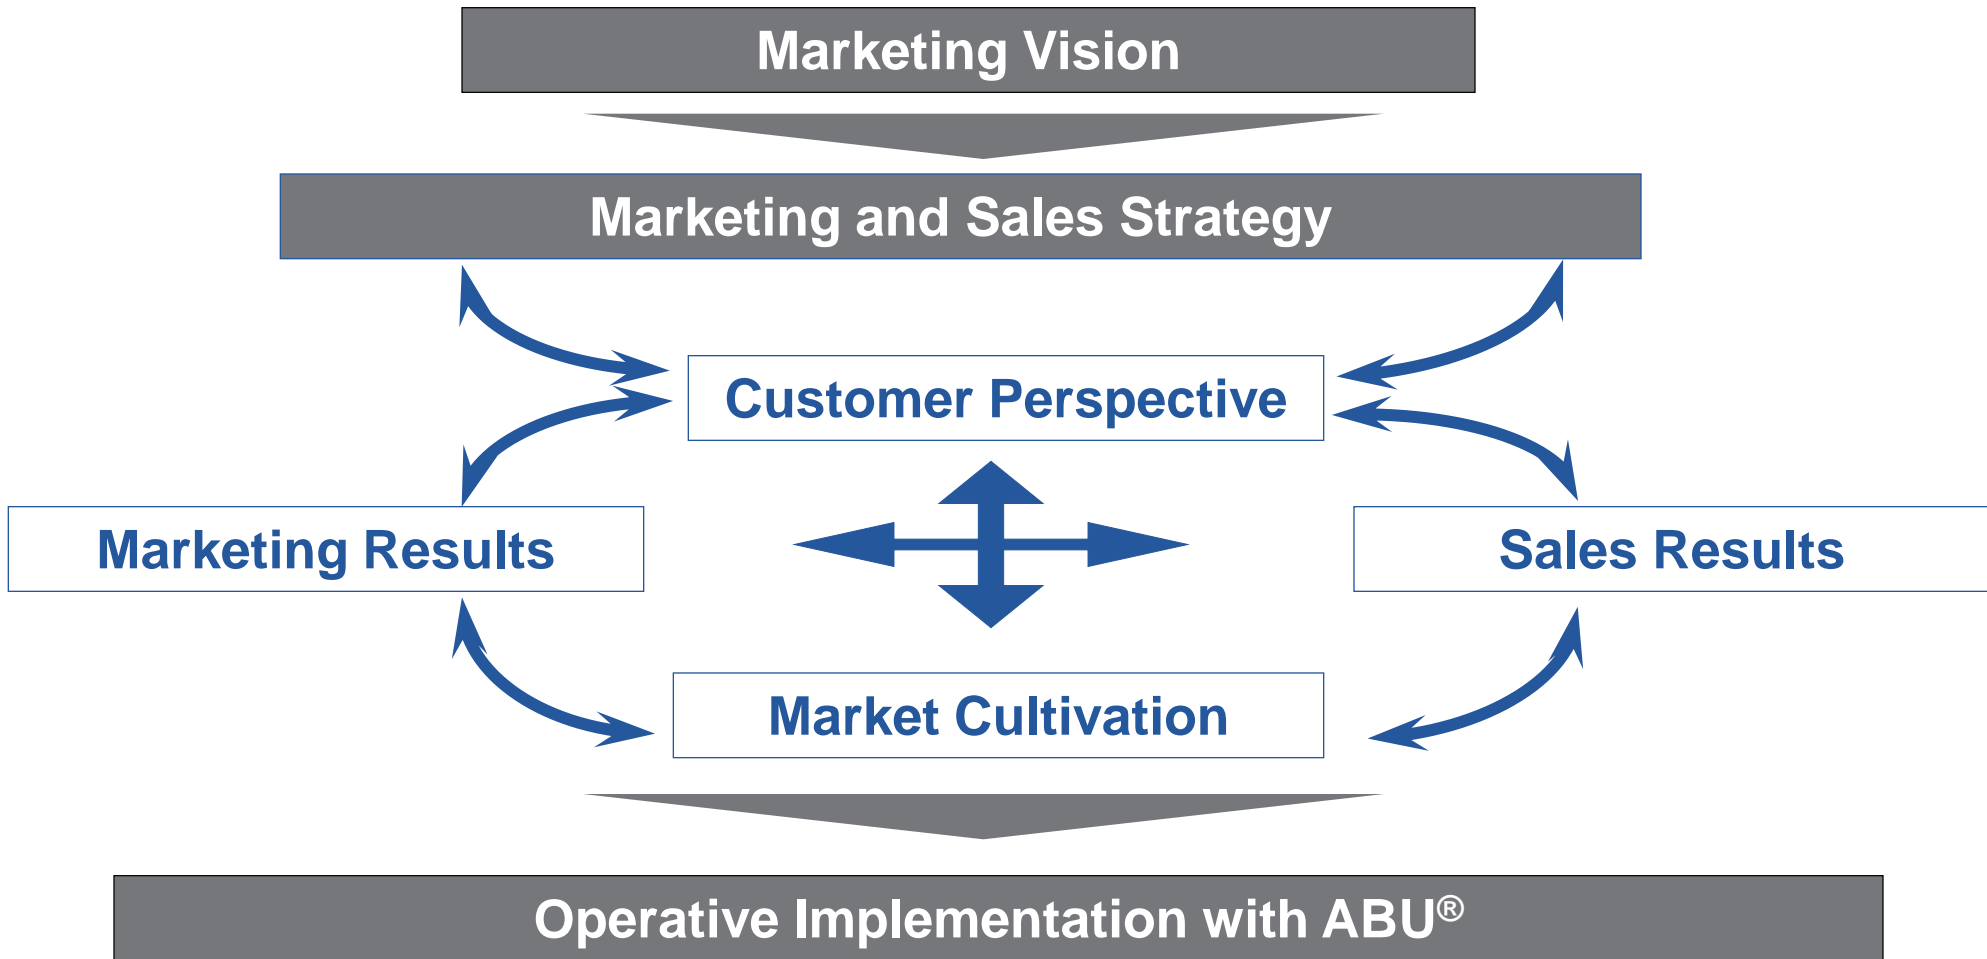 Marketing Vision
Marketing and Sales Strategy
Customer Perspective
Marketing Results
Sales Results
Market Cultivation
Operative Implementation with ABU®